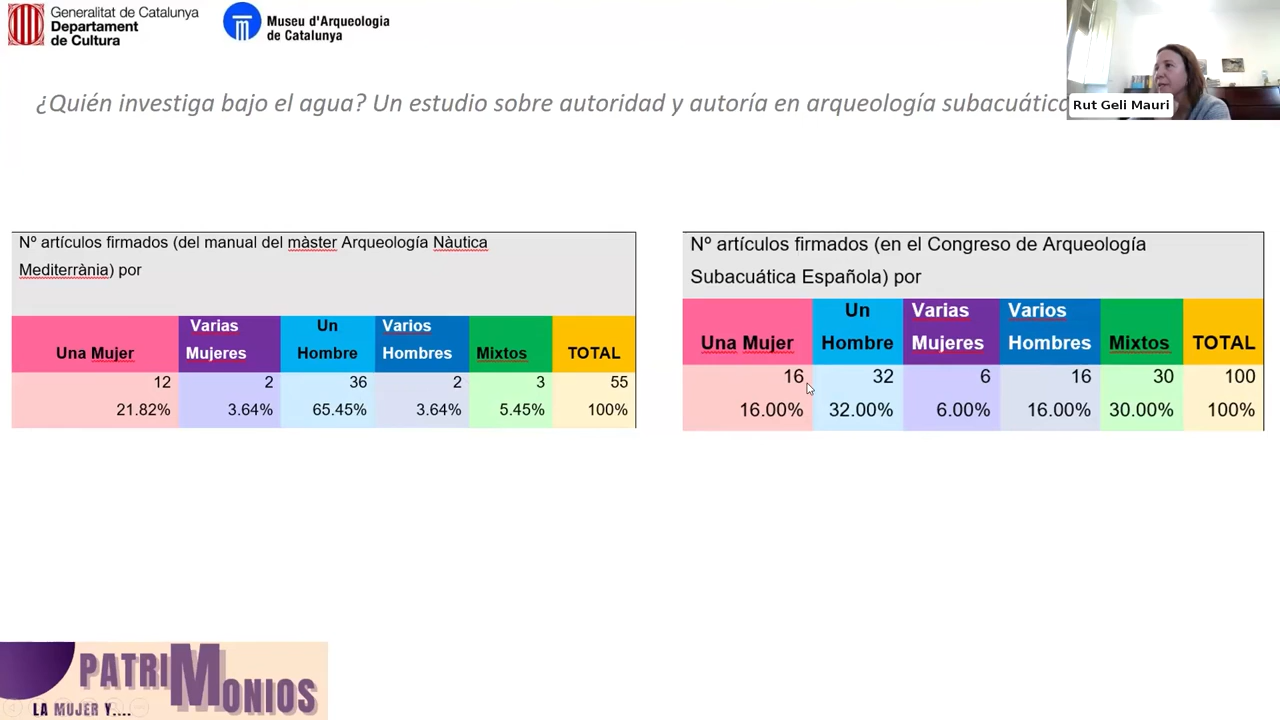 Generalitat de Catalunya
Departament
de Cultura
Museu d'Arqueologia
de Catalunya
¿Quién investiga bajo el agua? Un estudio sobre autoridad y autoría en arqueología subacuática
Rut Geli Mauri
Nº artículos firmados (del manual del màster Arqueología Nàutica
Mediterrània) por
Varias Un Varios
Una Mujer Mujeres Hombre Hombres Mixtos TOTAL
12 2 36 2 3 55
21.82% 3.64% 65.45% 3.64% 5.45% 100%
Nº artículos firmados (en el Congreso de Arqueología
Subacuática Española) por
Un Varias Varios
Una Mujer Hombre Mujeres Hombres Mixtos TOTAL
16 32 6 16 30 100
16.00% 32.00% 6.00% 16.00% 30.00% 100%
PATRIMONIOS
LA MUJER Y....